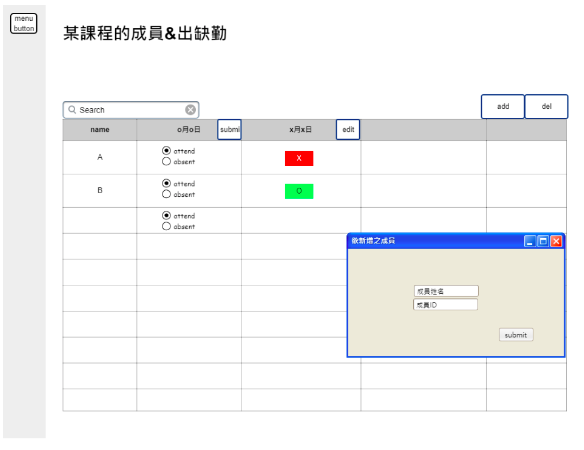 menu
button
某課程的成員&出缺勤
Search
add
del
name
o月o日
submi
x月x日
edit
A
attend
absent
X
B
attend
absent
O
attend
absent
欲新增之成員
成員姓名
成員ID
submit